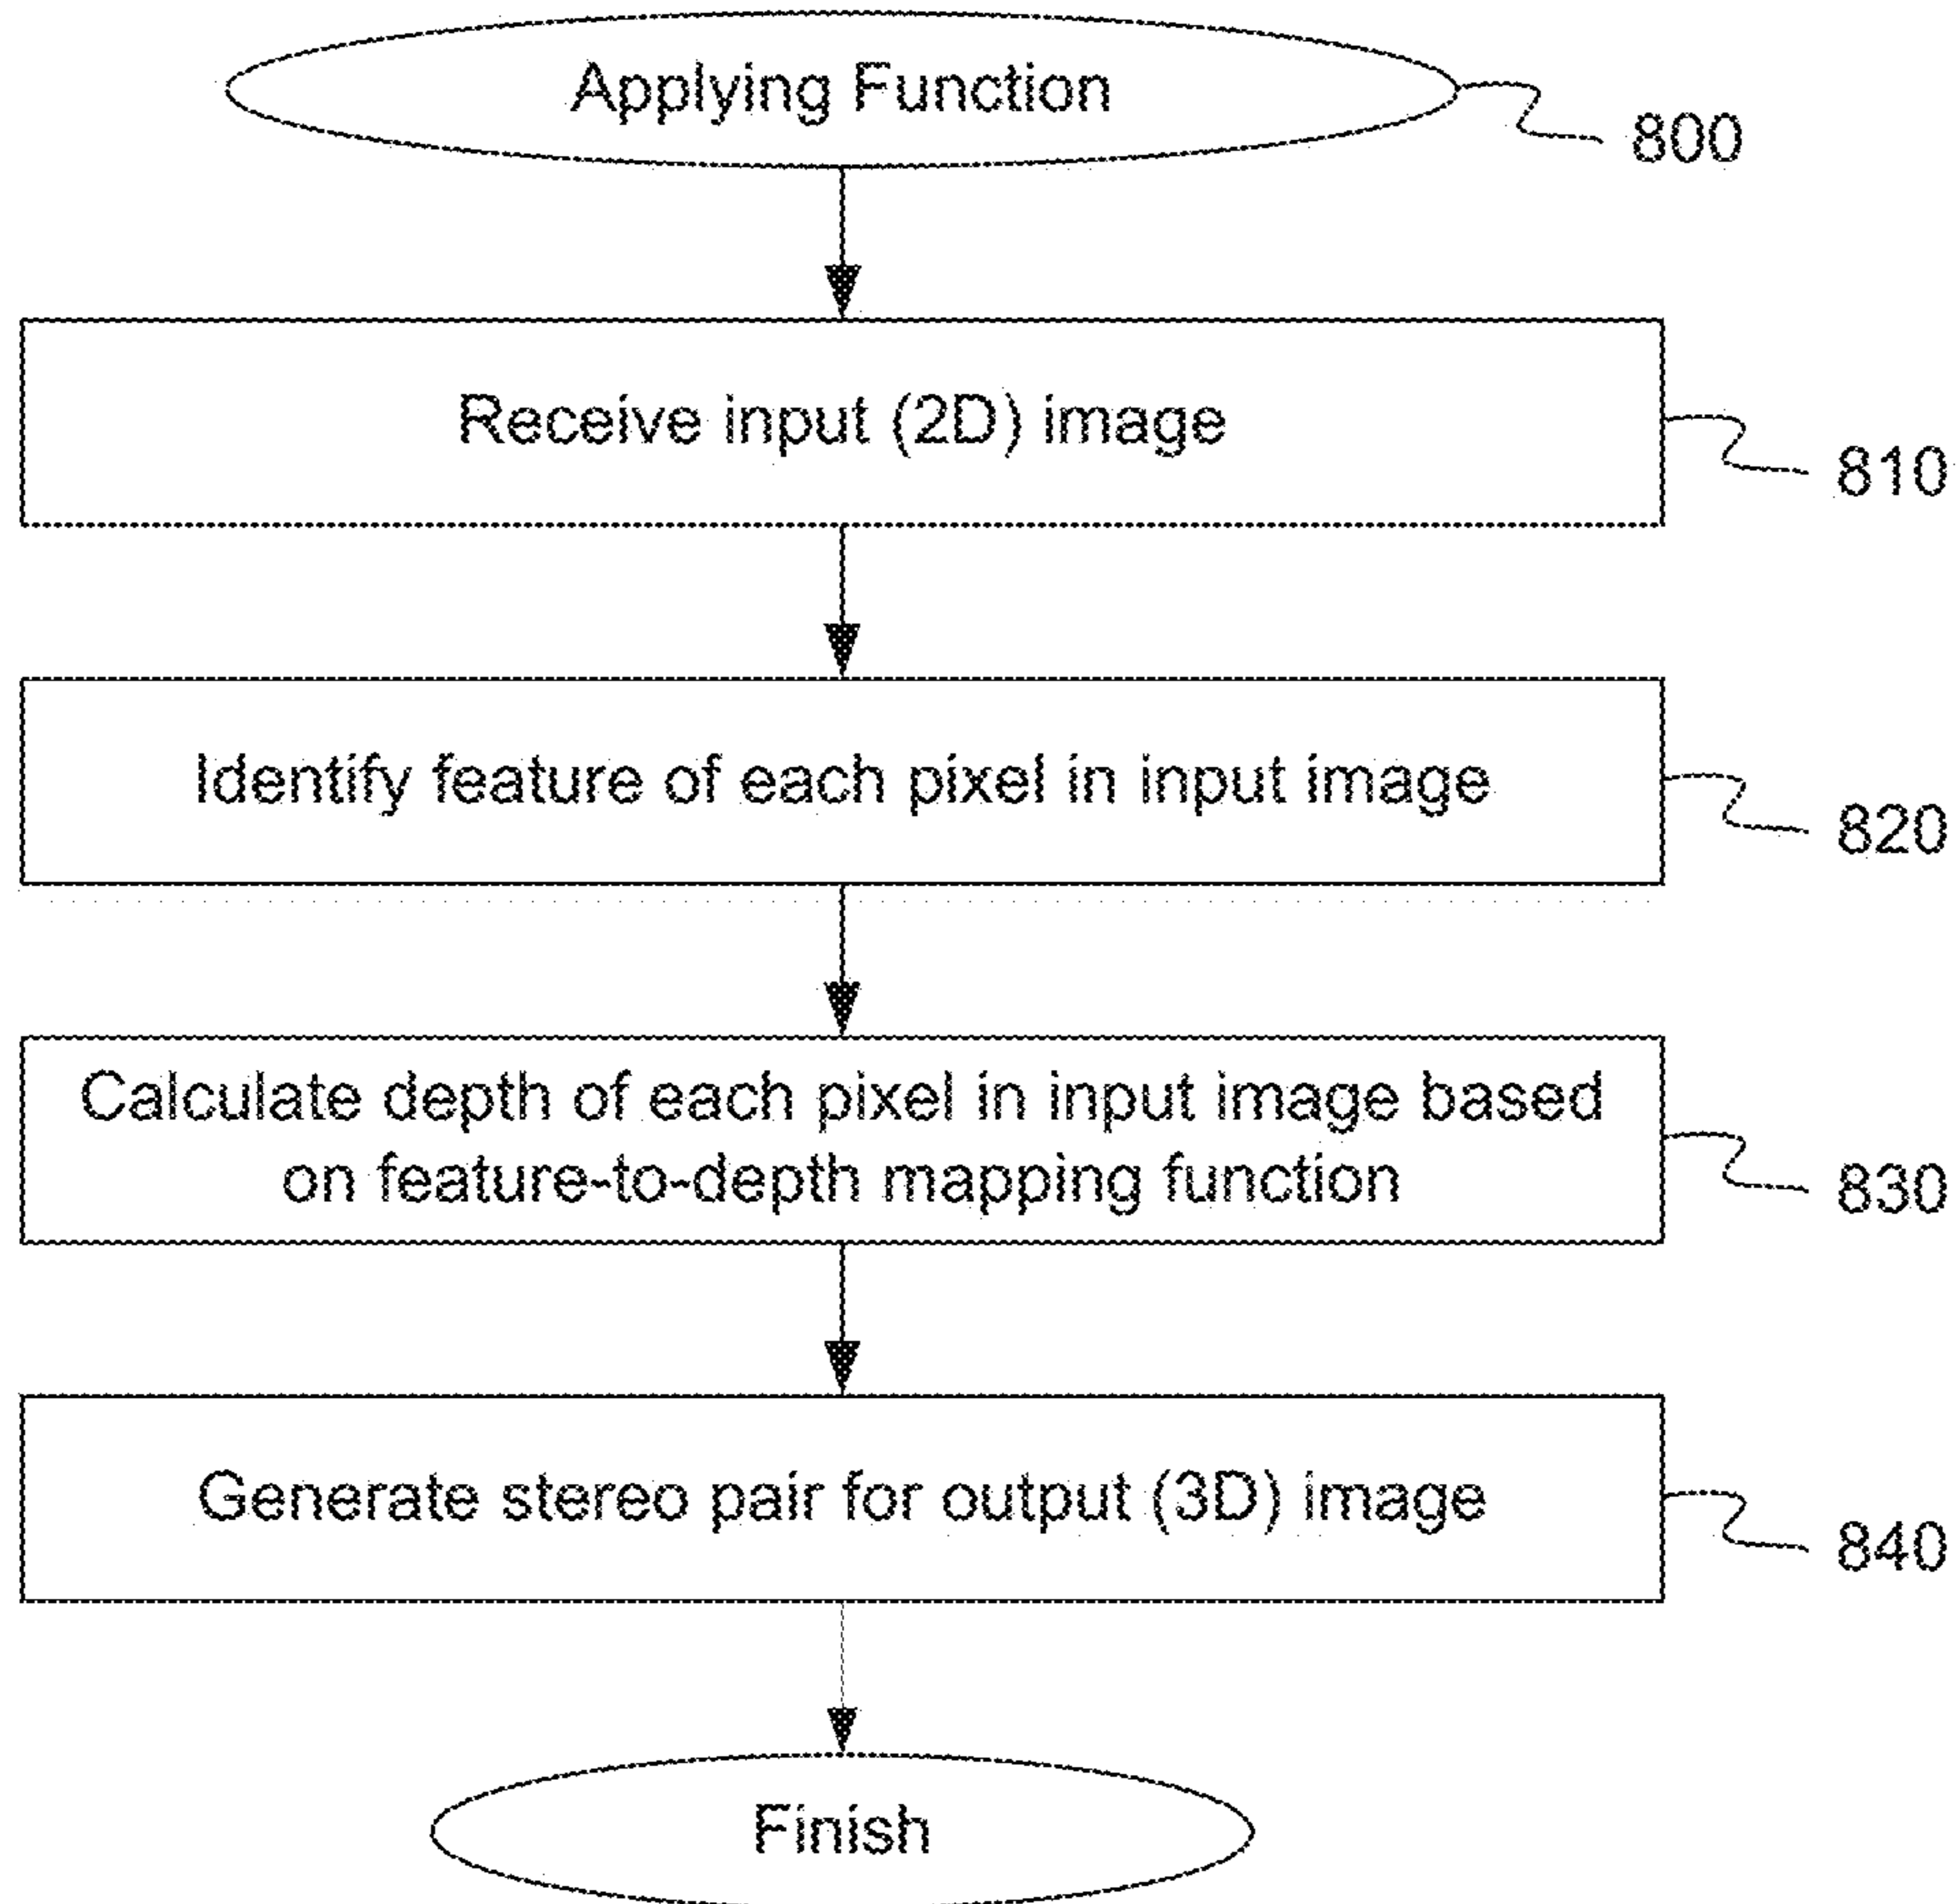 Applying Function
800
Receive input (2D) image
810
Identify feature of each pixel in input image
820
Calculate depth of each pixel in input image based
on feature-to-depth mapping function
830
Generate stereo pair for output (3D) image
840
Finish